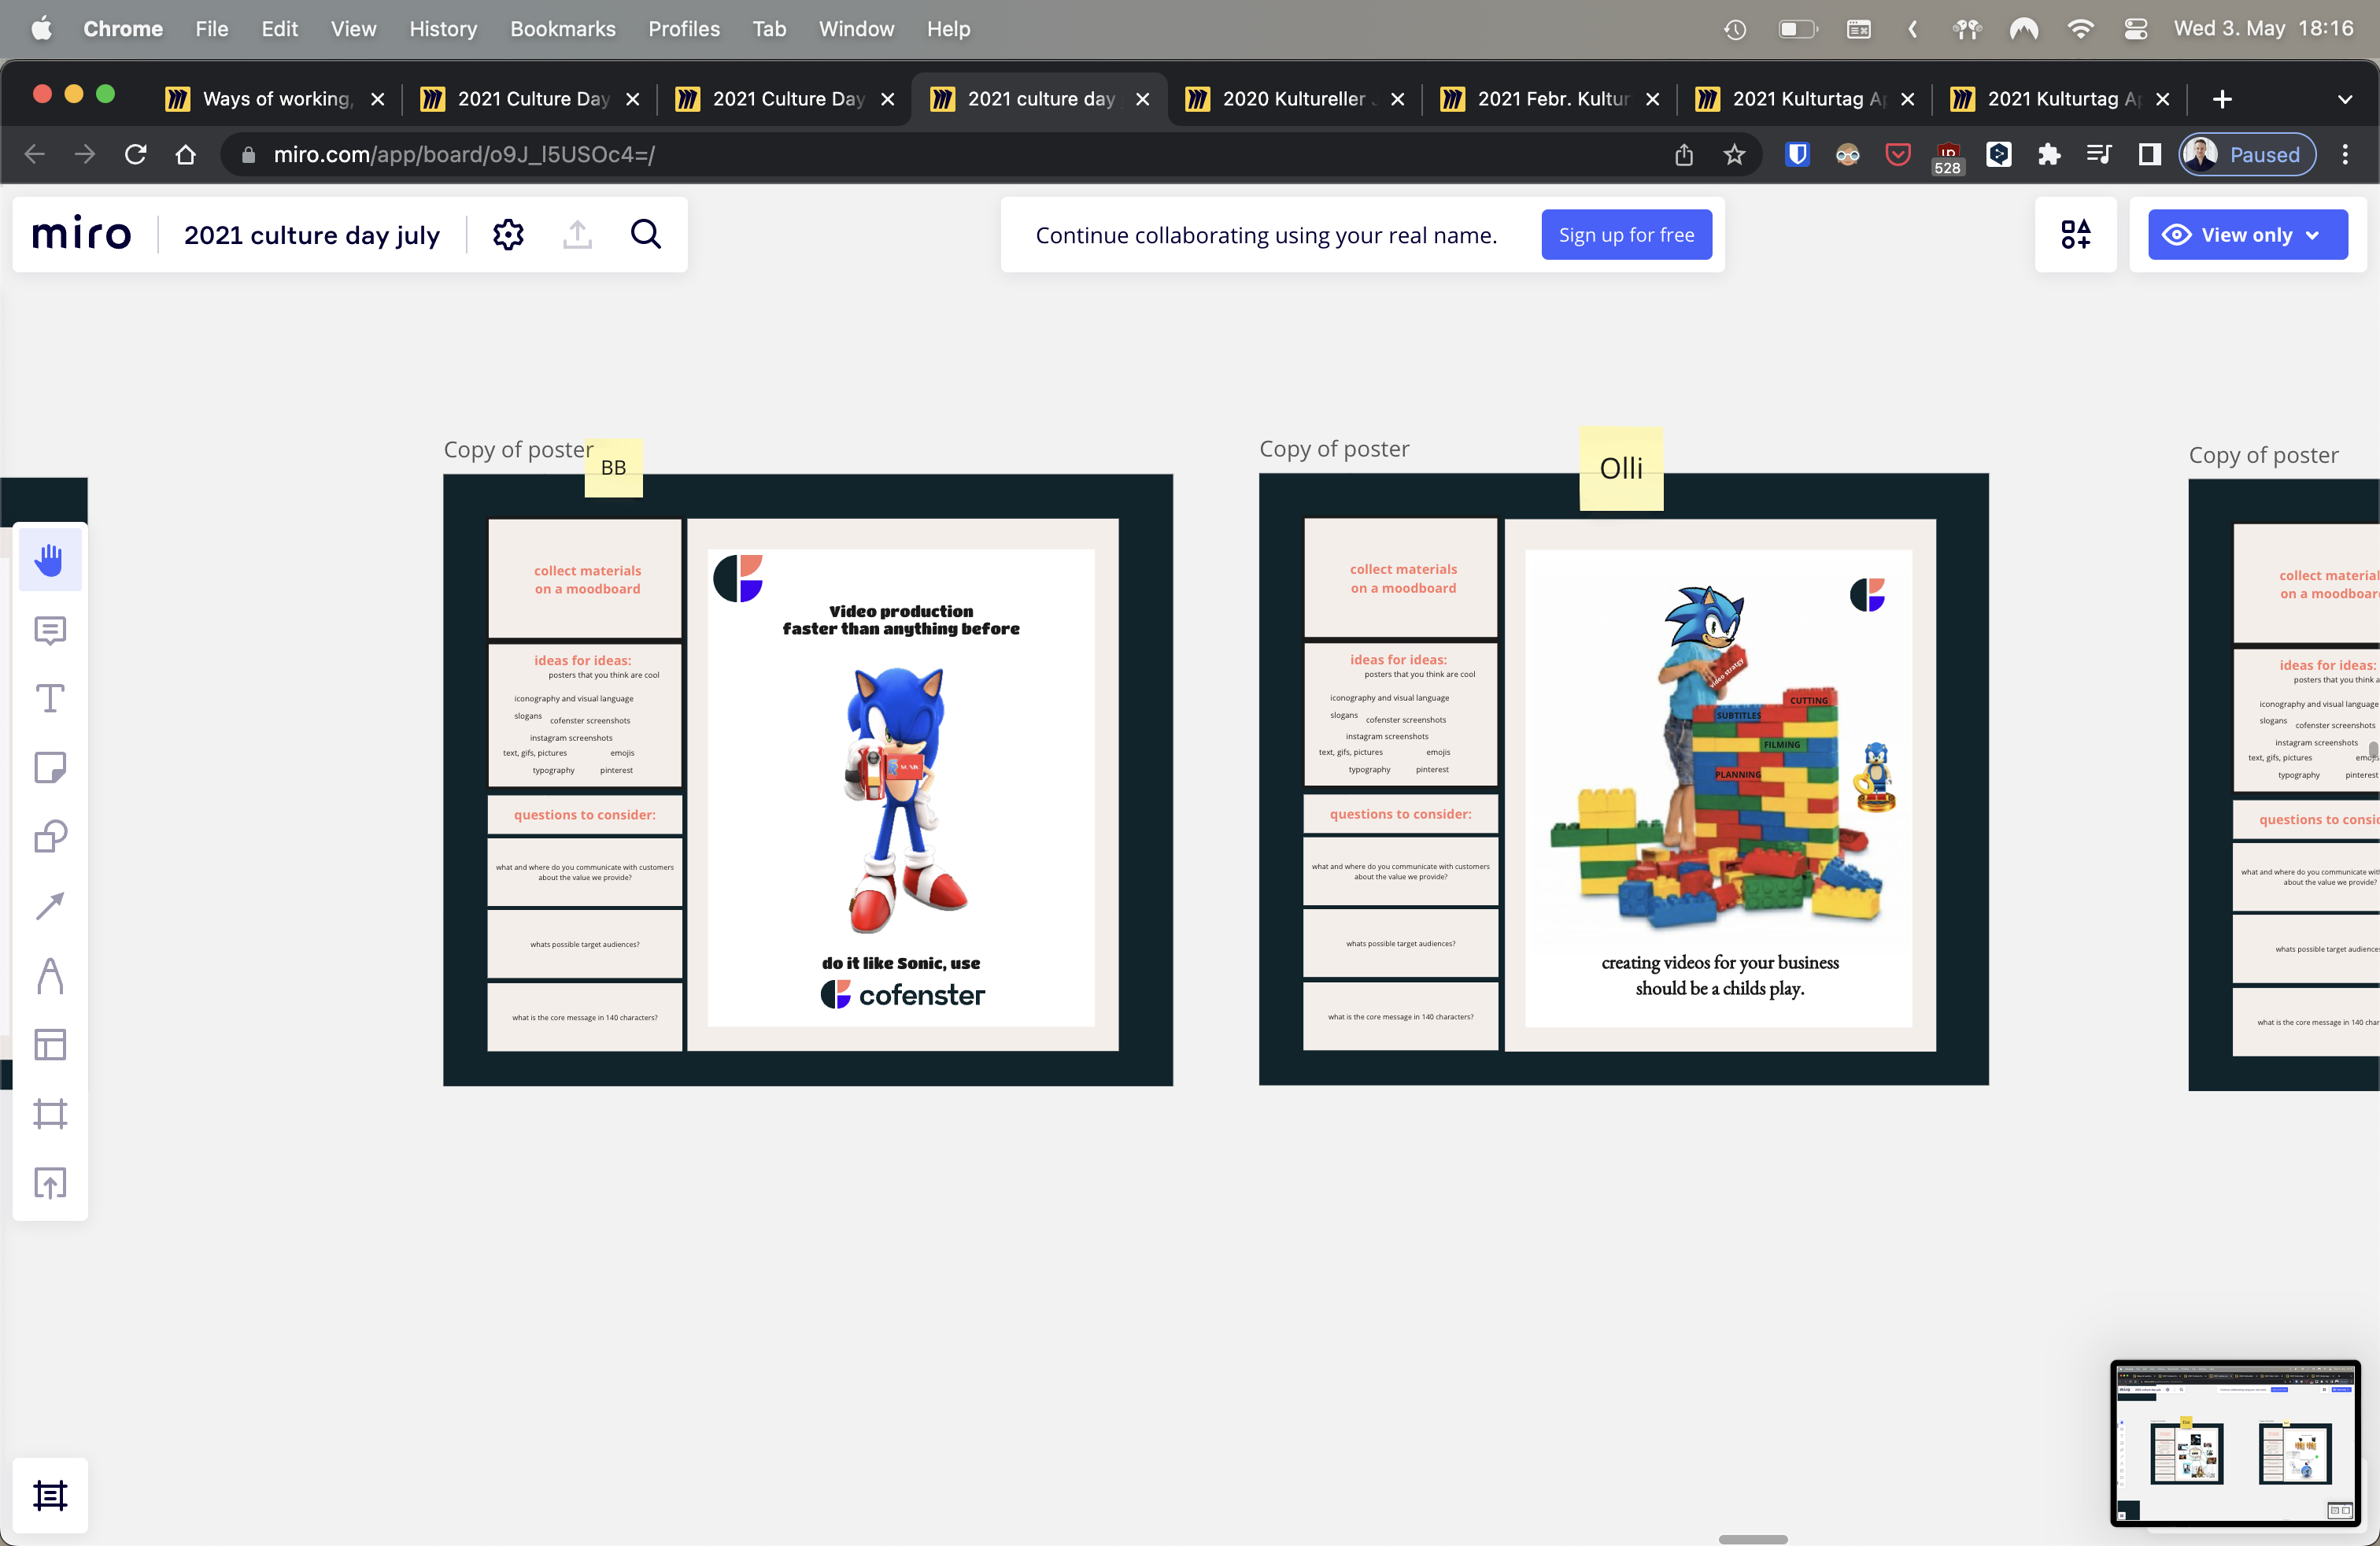 Chrome File Edit View History Bookmarks Profiles Tab Window Help
Wed 3. May 18:16
Ways of working,
2021 Culture Day
2021 Culture Day
2021 culture day
2020 Kultureller
2021 Febr. Kultur
2021 Kulturtag Ap
2021 Kulturtag Ap
miro.com/app/board/o9J_l5USOc4=/
528
Paused
miro
2021 culture day july
Continue collaborating using your real name.
Sign up for free
View only
Copy of poster
BB
collect materials
on a moodboard
ideas for ideas:
posters that you think are cool
iconography and visual language
slogans
cofenster screenshots
instagram screenshots
text, gifs, pictures
emojis
typography
pinterest
questions to consider:
what and where do you communicate with customers
about the value we provide?
whats possible target audiences?
what is the core message in 140 characters?
Video production
faster than anything before
do it like Sonic, use
cofenster
Copy of poster
Olli
collect materials
on a moodboard
ideas for ideas:
posters that you think are cool
iconography and visual language
slogans
cofenster screenshots
instagram screenshots
text, gifs, pictures
emojis
typography
pinterest
questions to consider:
what and where do you communicate with customers
about the value we provide?
whats possible target audiences?
what is the core message in 140 characters?
video stratgy
CUTTING
SUBTITLES
FILMING
PLANNING
creating videos for your business
should be a childs play.
Copy of poster
collect material
on a moodboar
ideas for ideas:
posters that you think a
iconography and visual language
slogans
cofenster screenshots
instagram screenshots
text, gifs, pictures
emojis
typography
pinterest
questions to consid
what and where do you communicate wit
about the value we provide?
whats possible target audiences
what is the core message in 140 char